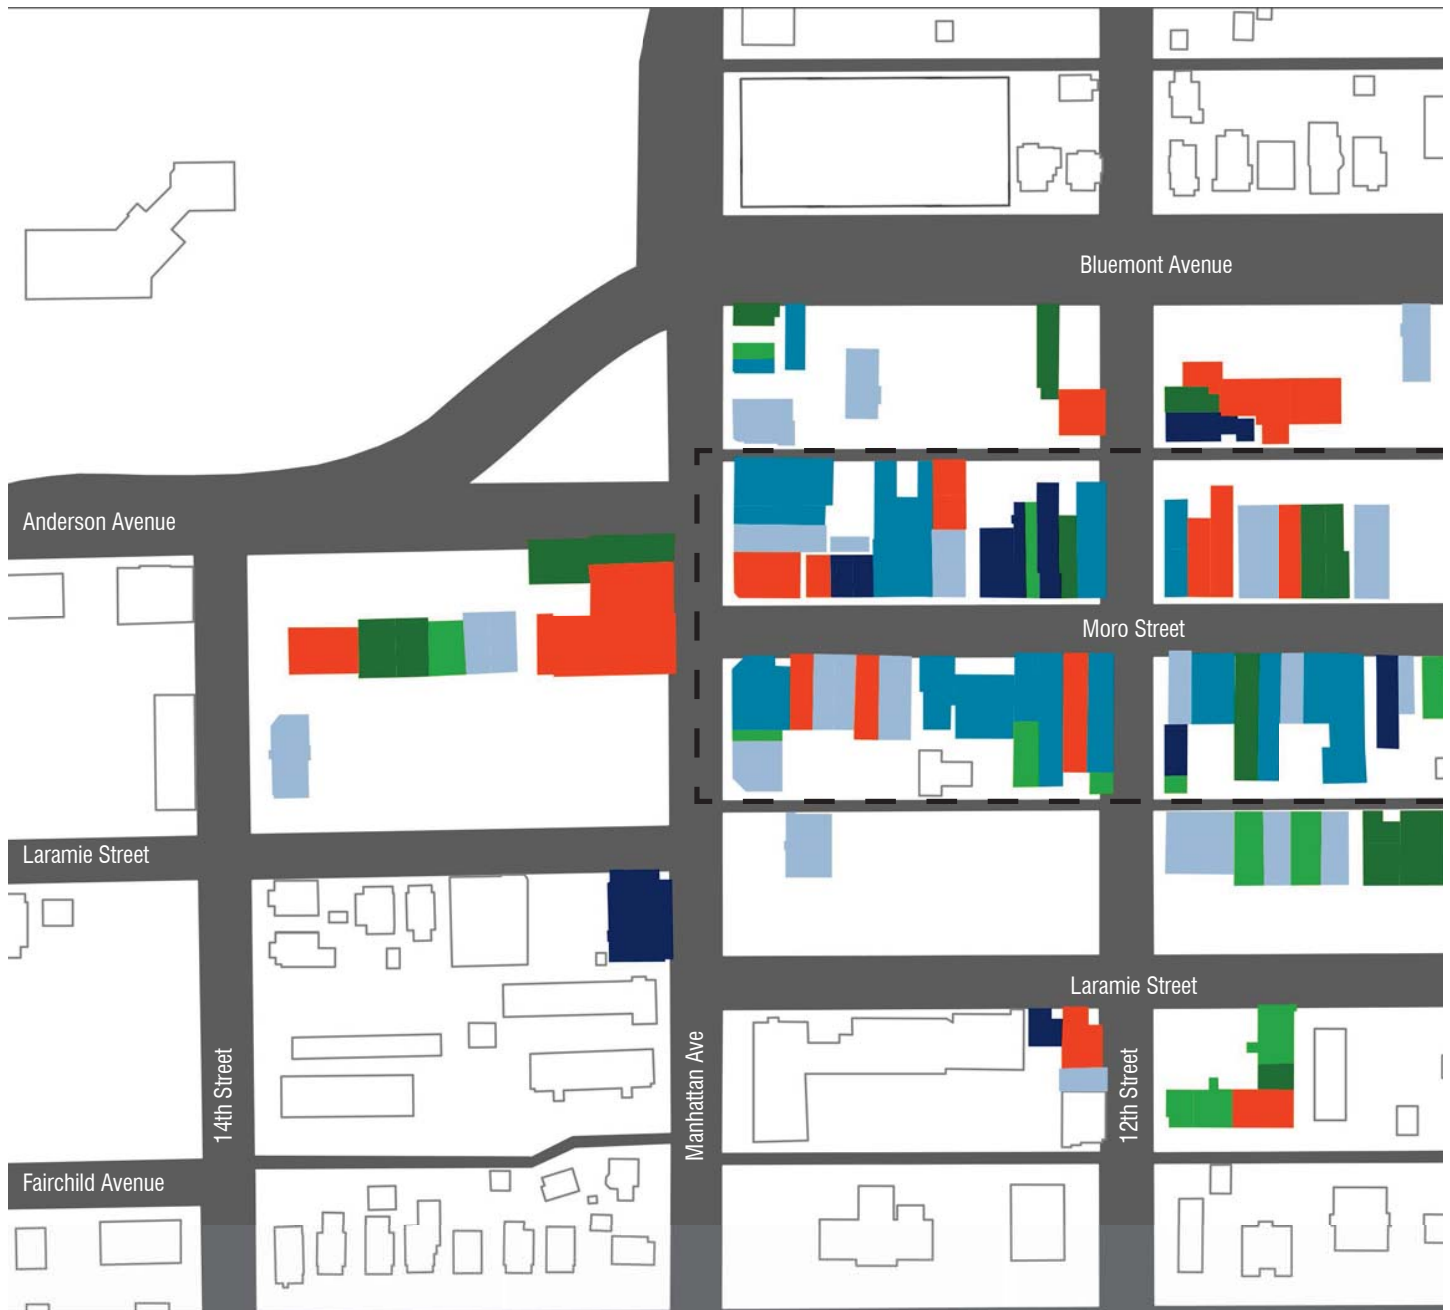 Bluemont Avenue
Anderson Avenue
Moro Street
Laramie Street
Laramie Street
14th Street
Manhattan Ave
12th Street
Fairchild Avenue